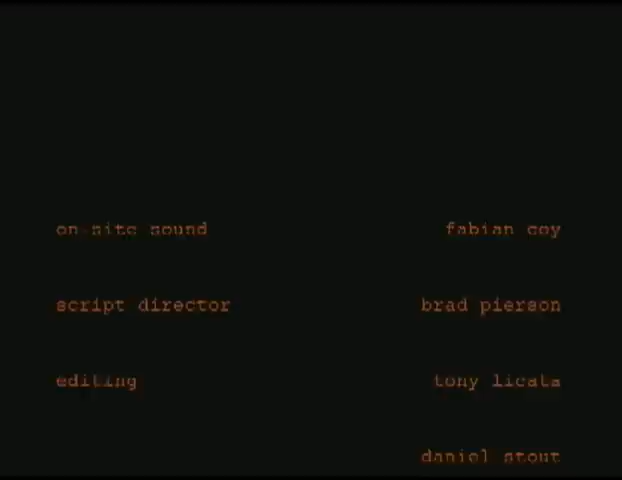 on-site sound fabian coy
script director brad pierson
editing tony licata
daniel stout